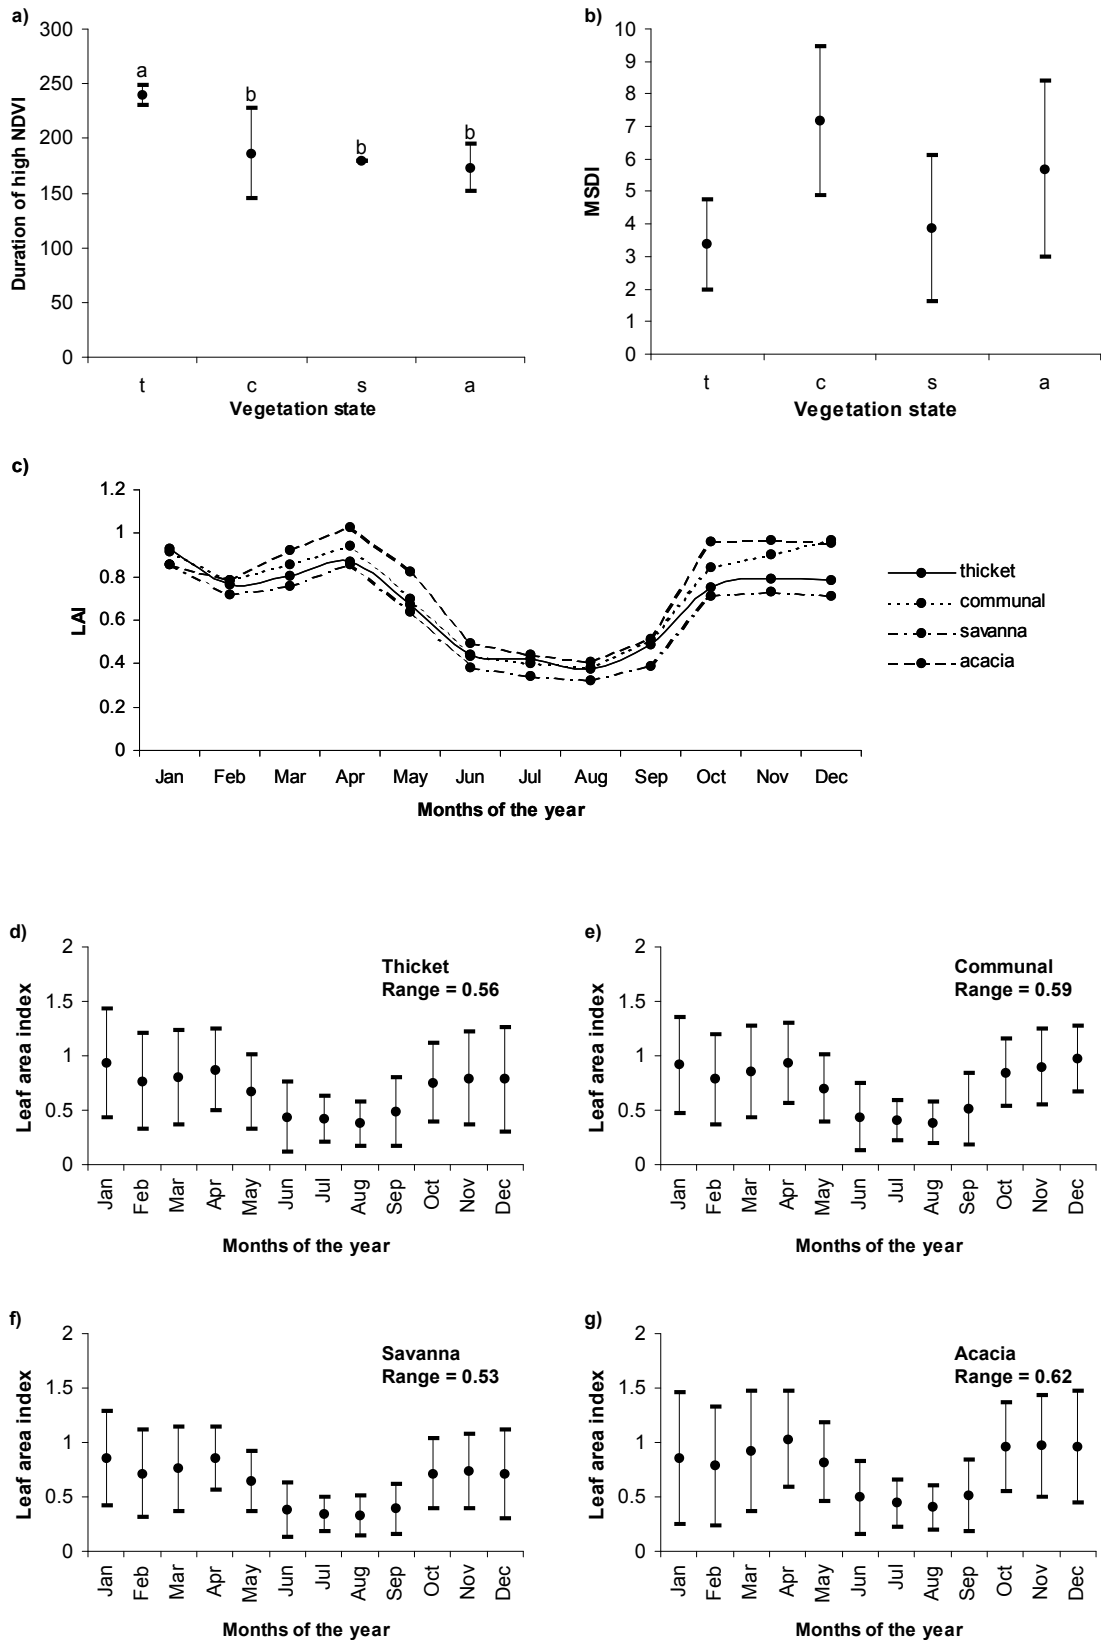 a)
300
250
200
150
100
50
0
Duration of high NDVI
a
b
b
b
t c s a
Vegetation state
b)
10
9
8
7
6
5
4
3
2
1
0
MSDI
t c s a
Vegetation state
c)
1.2
1
0.8
0.6
0.4
0.2
0
LAI
Jan Feb Mar Apr May Jun Jul Aug Sep Oct Nov Dec
Months of the year
thicket
communal
savanna
acacia
d)
2
1.5
1
0.5
0
Leaf area index
Thicket
Range = 0.56
Jan Feb Mar Apr May Jun Jul Aug Sep Oct Nov Dec
Months of the year
e)
2
1.5
1
0.5
0
Leaf area index
Communal
Range = 0.59
Jan Feb Mar Apr May Jun Jul Aug Sep Oct Nov Dec
Months of the year
f)
2
1.5
1
0.5
0
Leaf area index
Savanna
Range = 0.53
Jan Feb Mar Apr May Jun Jul Aug Sep Oct Nov Dec
Months of the year
g)
2
1.5
1
0.5
0
Leaf area index
Acacia
Range = 0.62
Jan Feb Mar Apr May Jun Jul Aug Sep Oct Nov Dec
Months of the year